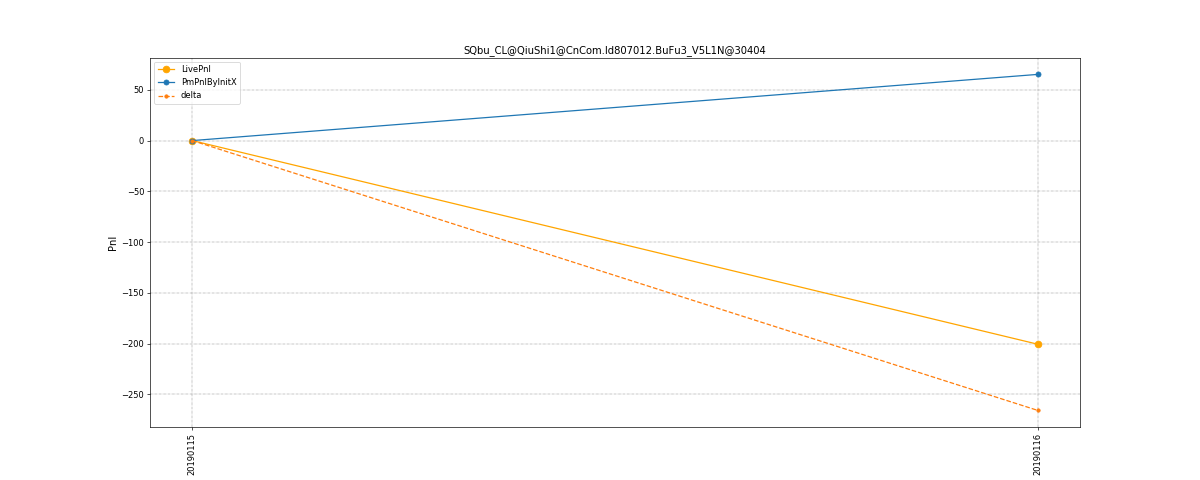 SQbu_CL@QiuShi1@CnCom.Id807012.BuFu3_V5L1N@30404
LivePnl
PmPnlByInitX
delta
50
0
−50
−100
−150
−200
−250
Pnl
20190115
20190116